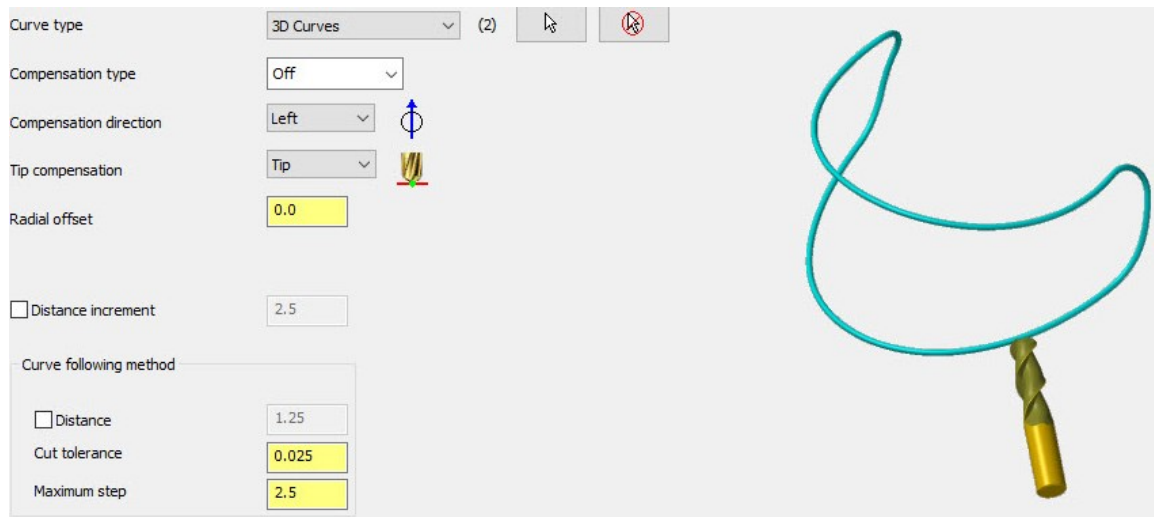 Curve type 3D Curves (2)
Compensation type Off
Compensation direction Left
Tip compensation Tip
Radial offset 0.0
Distance increment 2.5
Curve following method
Distance 1.25
Cut tolerance 0.025
Maximum step 2.5